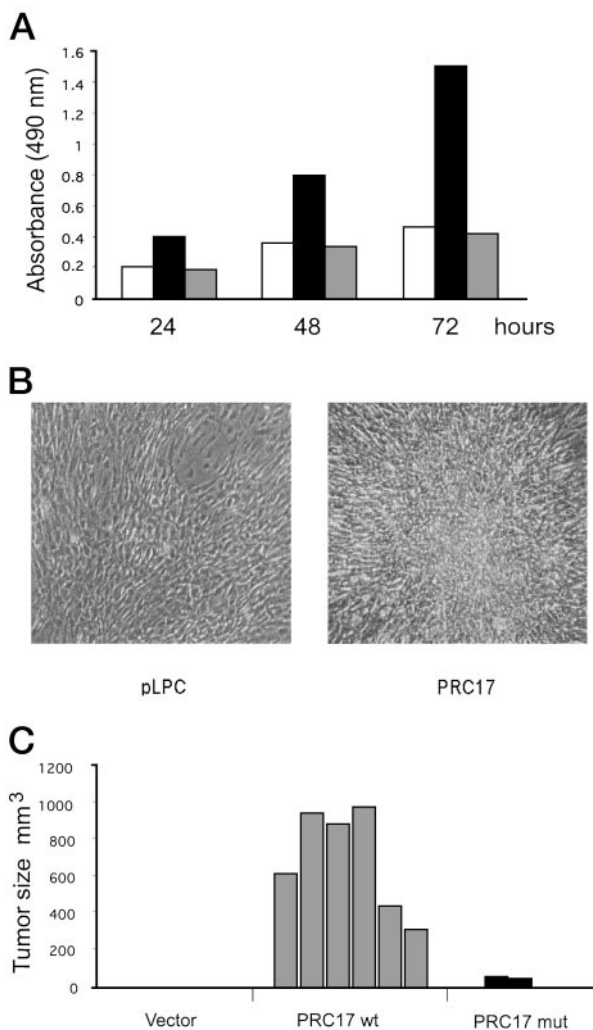 A
Absorbance (490 nm)
1.6
1.4
1.2
1
0.8
0.6
0.4
0.2
0
24 48 72 hours
B
pLPC PRC17
C
Tumor size mm3
1200
1000
800
600
400
200
0
Vector PRC17 wt PRC17 mut